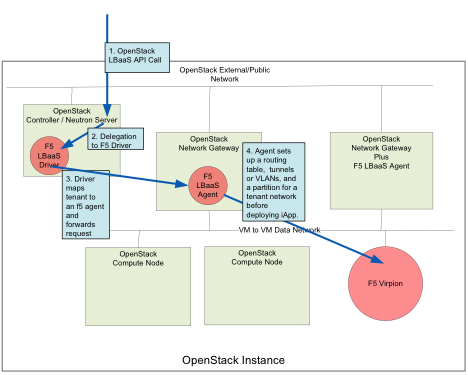 1. OpenStack
LBaaS API Call
OpenStack External/Public
Network
OpenStack
Controller / Neutron Server
2. Delegation
to F5 Driver
F5
LBaaS
Driver
3. Driver
maps
tenant to
an f5 agent
and
forwards
request
OpenStack
Network Gateway
F5
LBaaS
Agent
4. Agent sets
up a routing
table, tunnels
or VLANs, and
a partition for a
tenant network
before
deploying iApp.
OpenStack
Network Gateway
Plus
F5 LBaaS Agent
VM to VM Data Network
OpenStack
Compute Node
OpenStack
Compute Node
F5 Virpion
OpenStack Instance